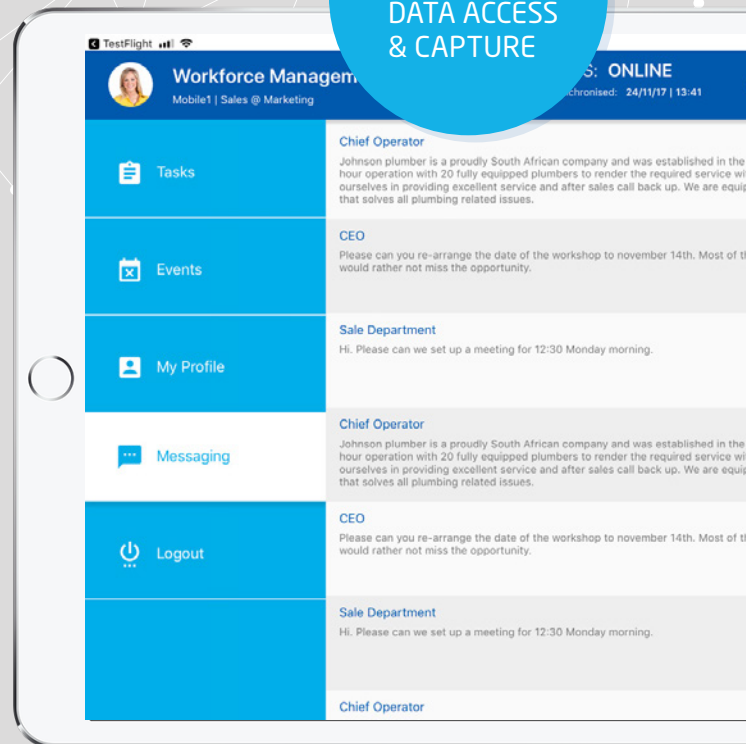 DATA ACCESS
& CAPTURE
TestFlight
Workforce
S: ONLINE
Mobile1 | Sales @ Marketing
24/11/17 | 13:41
Tasks
Events
My Profile
Messaging
Logout
Chief Operator
Johnson plumber is a proudly South African company and was established in the
hour operation with 20 fully equipped plumbers to render the required service
ourselves in providing excellent service and after sales call back up. We are
that solves all plumbing related issues.
CEO
Please can you re-arrange the date of the workshop to november 14th. Most of
would rather not miss the opportunity.
Sale Department
Hi. Please can we set up a meeting for 12:30 Monday morning.
Chief Operator
Johnson plumber is a proudly South African company and was established in the
hour operation with 20 fully equipped plumbers to render the required service
ourselves in providing excellent service and after sales call back up. We are
that solves all plumbing related issues.
CEO
Please can you re-arrange the date of the workshop to november 14th. Most of
would rather not miss the opportunity.
Sale Department
Hi. Please can we set up a meeting for 12:30 Monday morning.
Chief Operator